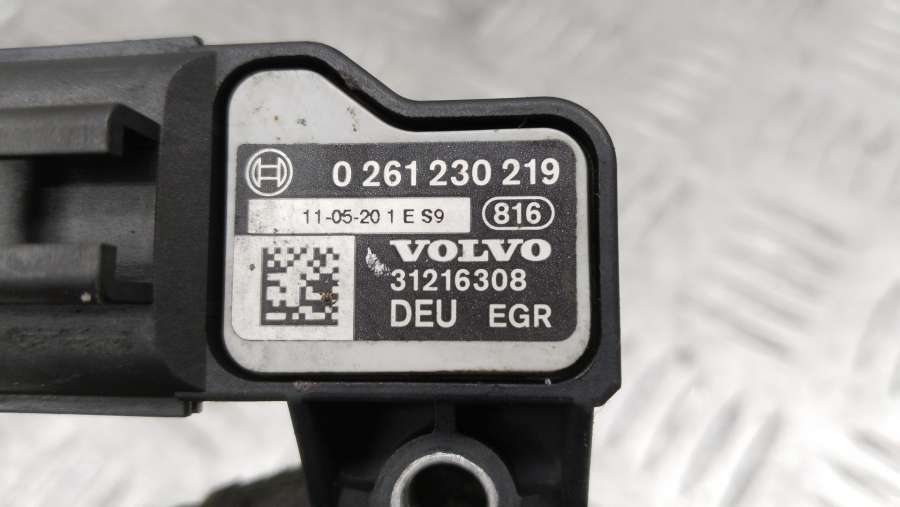 0 261 230 219
11-05-20 1 E S9 816
VOLVO
31216308
DEU EGR